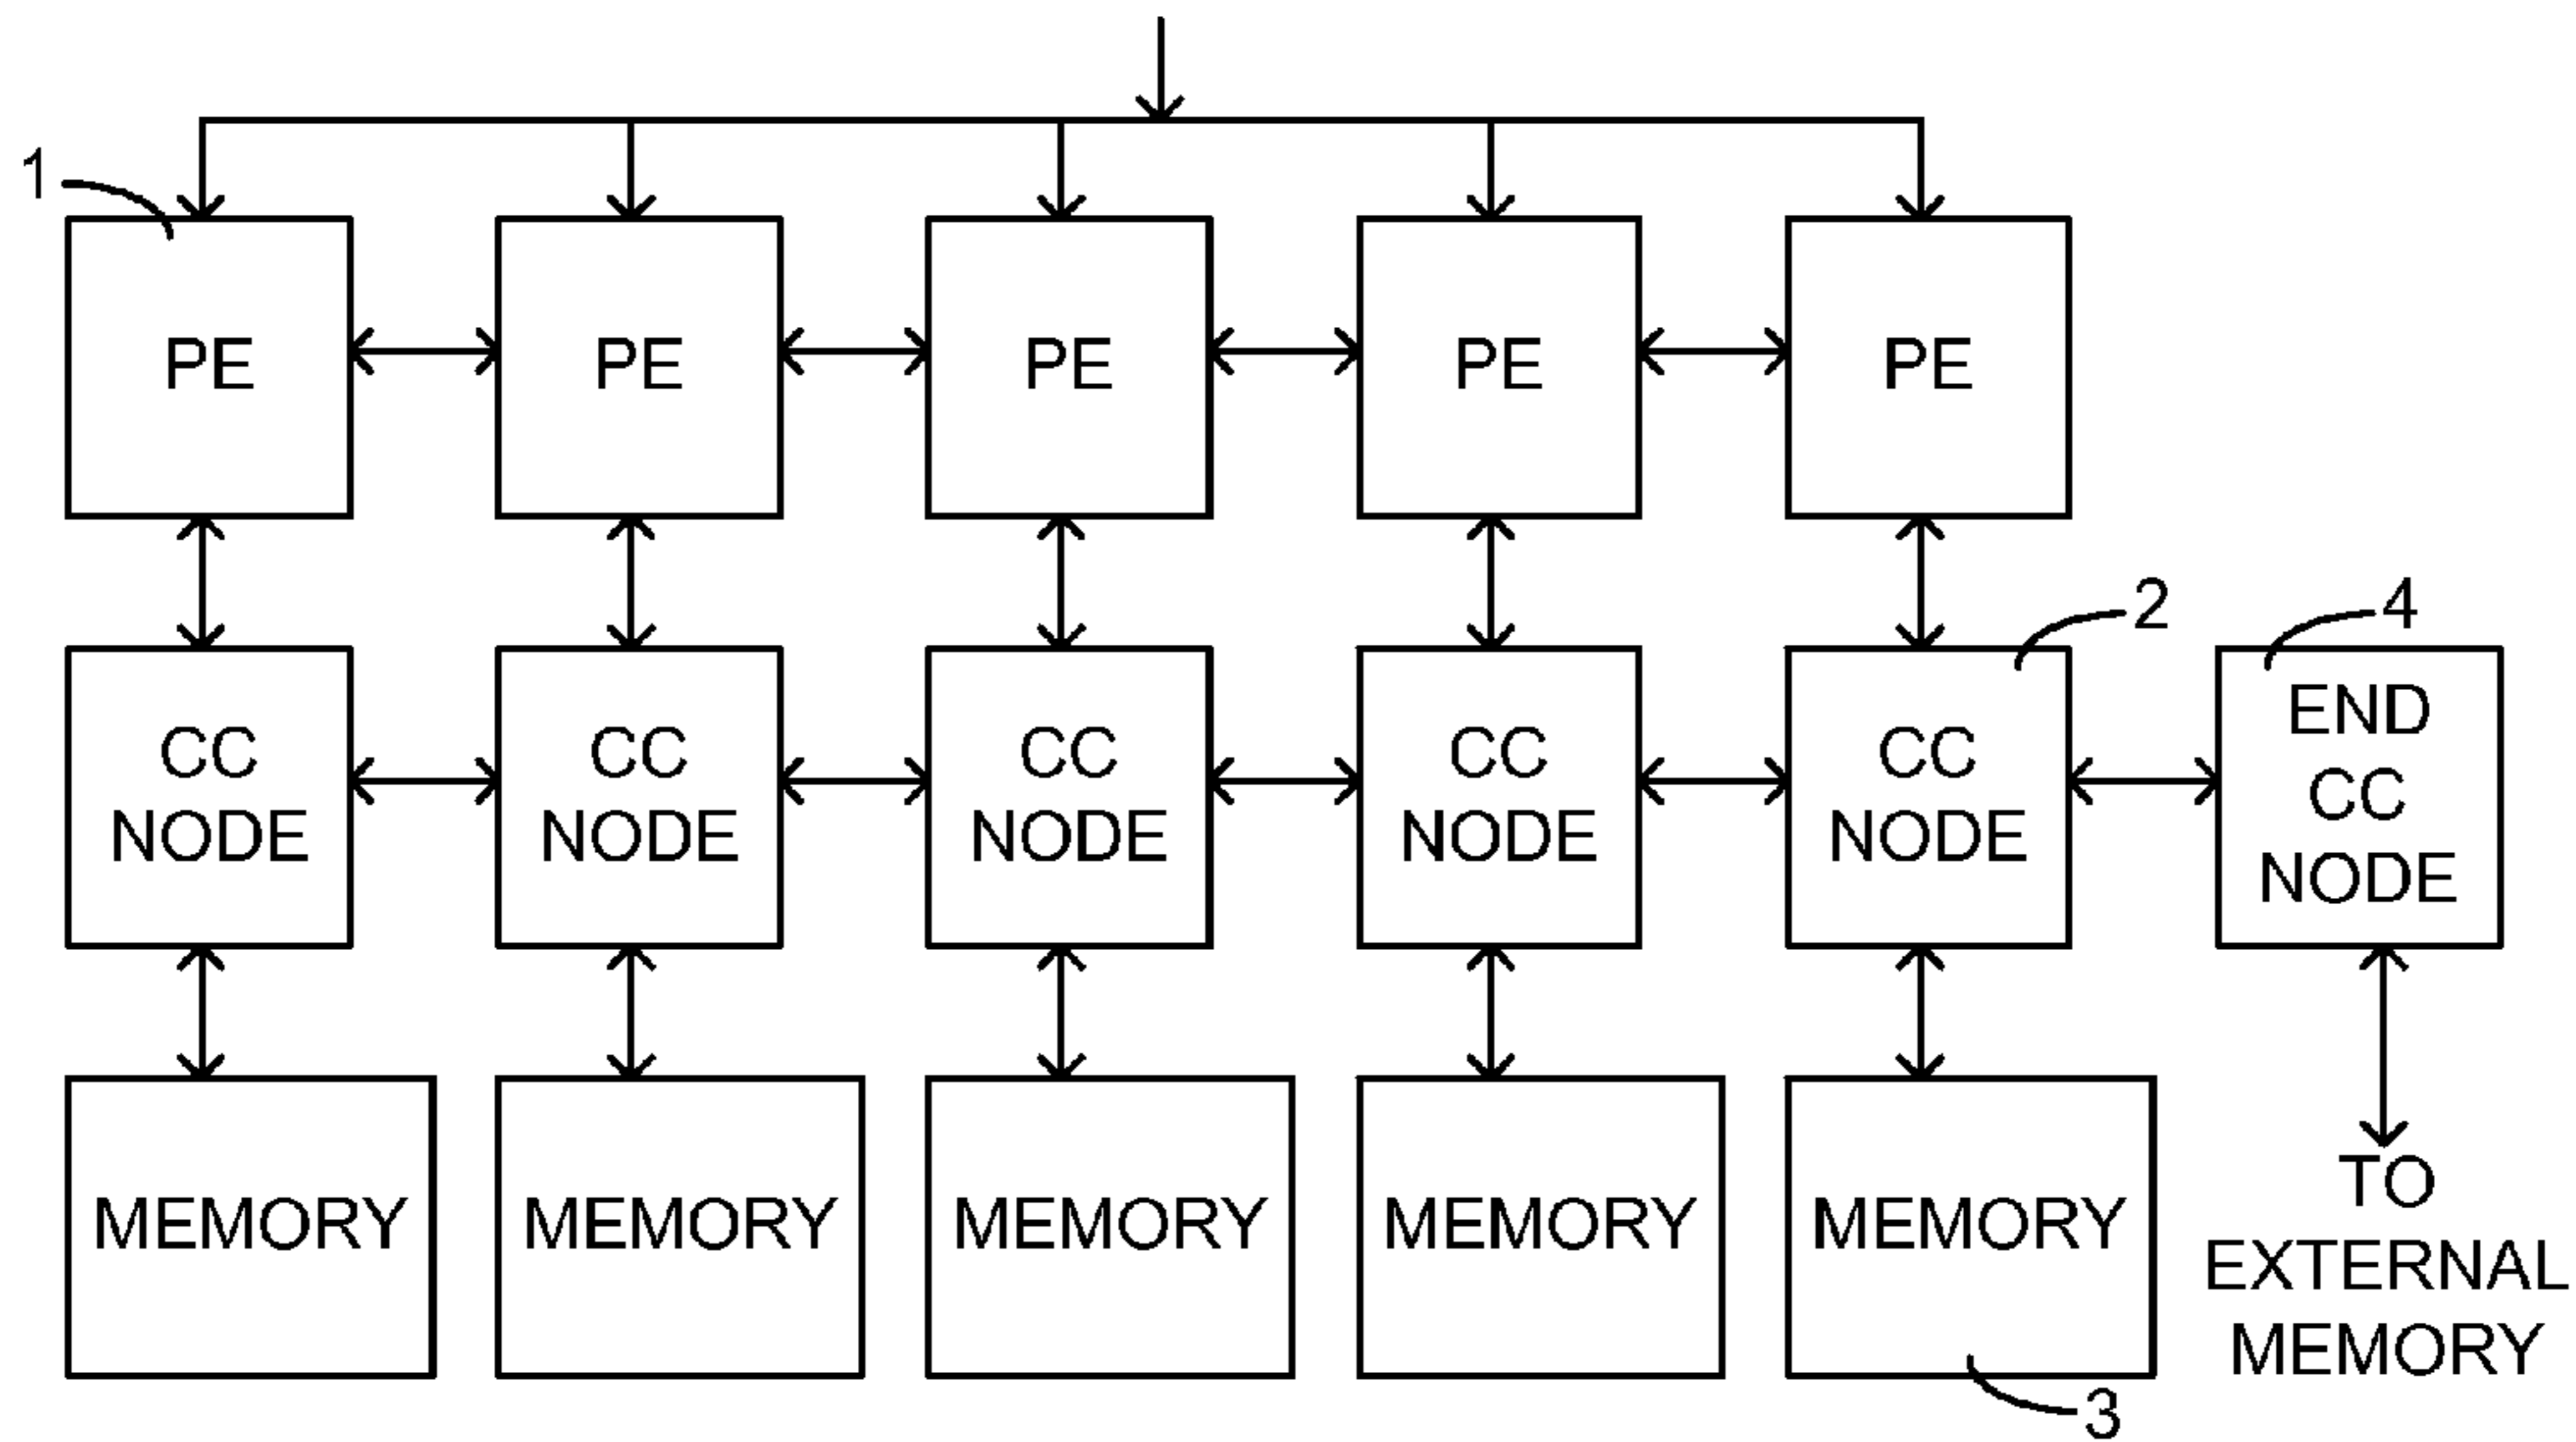 1
PE
PE
PE
PE
PE
2
4
CC
NODE
CC
NODE
CC
NODE
CC
NODE
CC
NODE
END
CC
NODE
MEMORY
MEMORY
MEMORY
MEMORY
MEMORY
TO
EXTERNAL
MEMORY
3